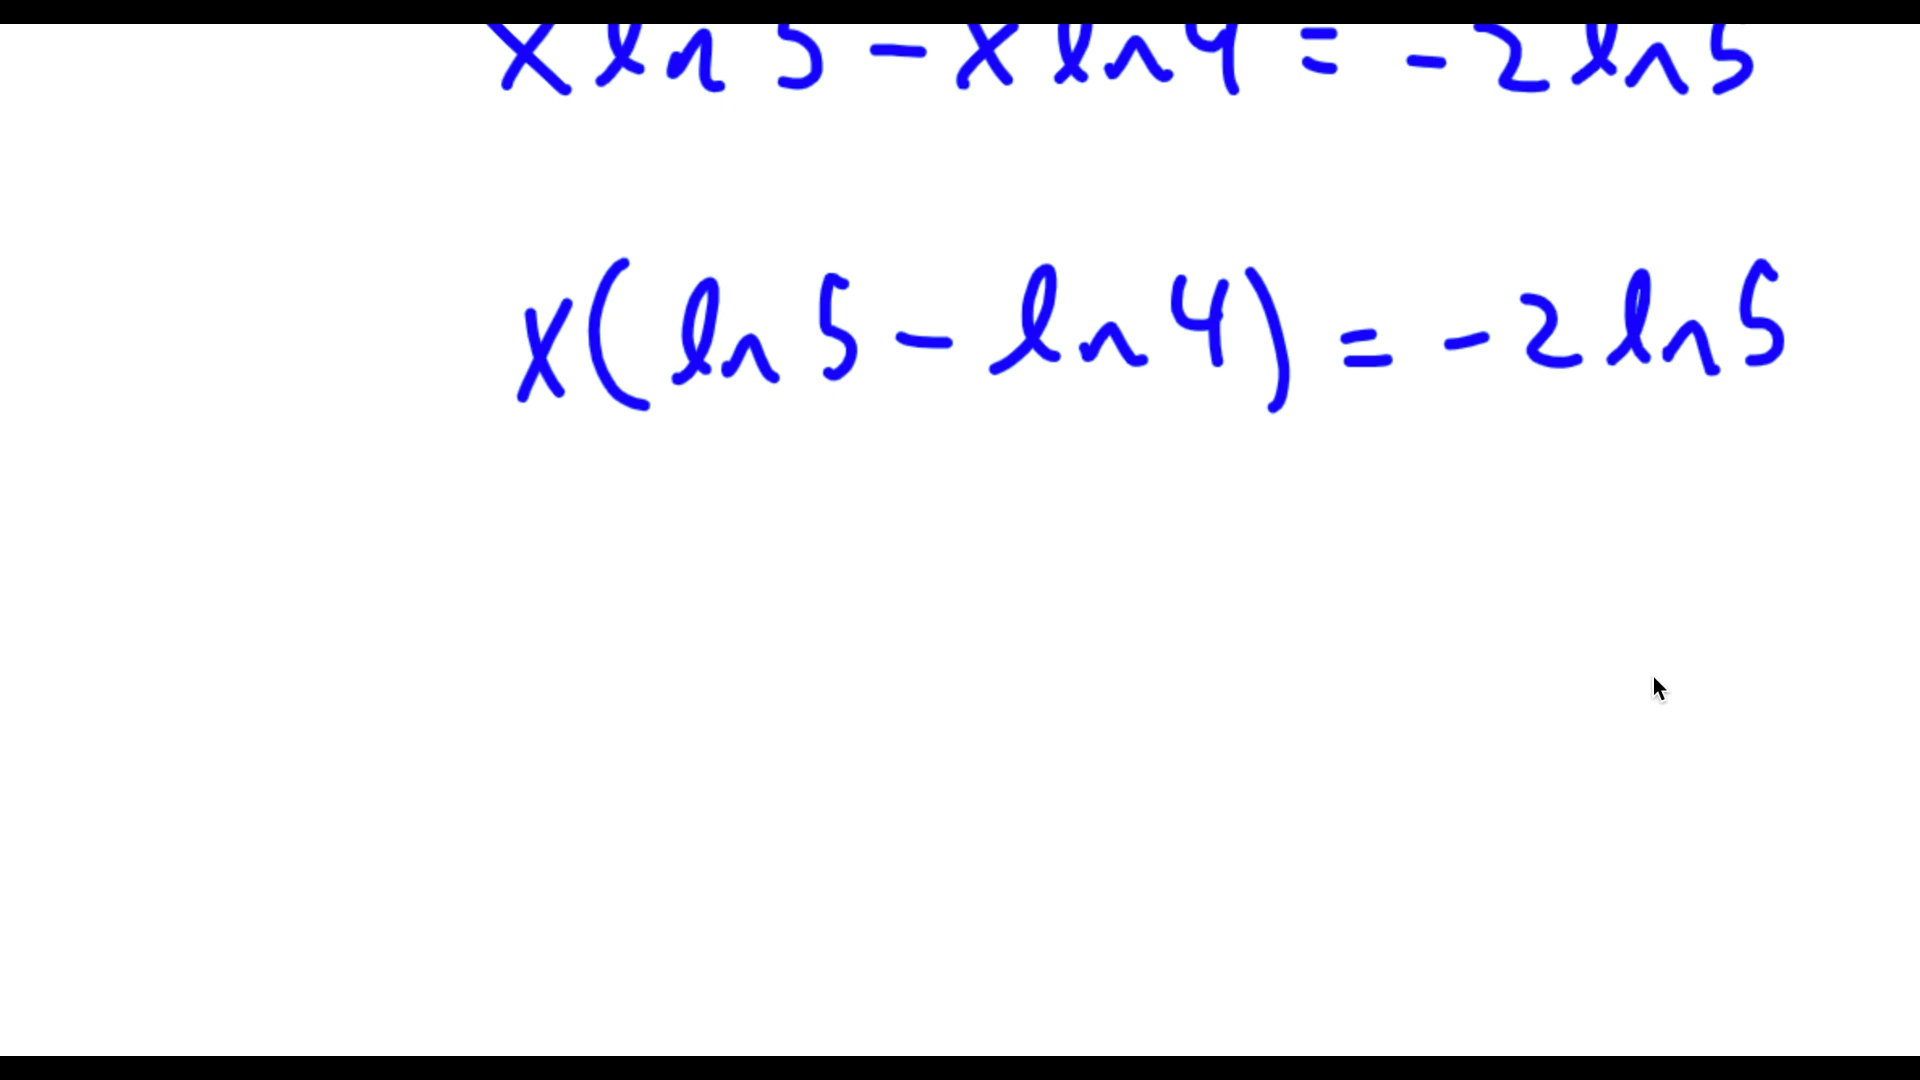 x ln 5 - x ln 4 = -2 ln 5
x( ln 5 - ln 4 ) = -2 ln 5